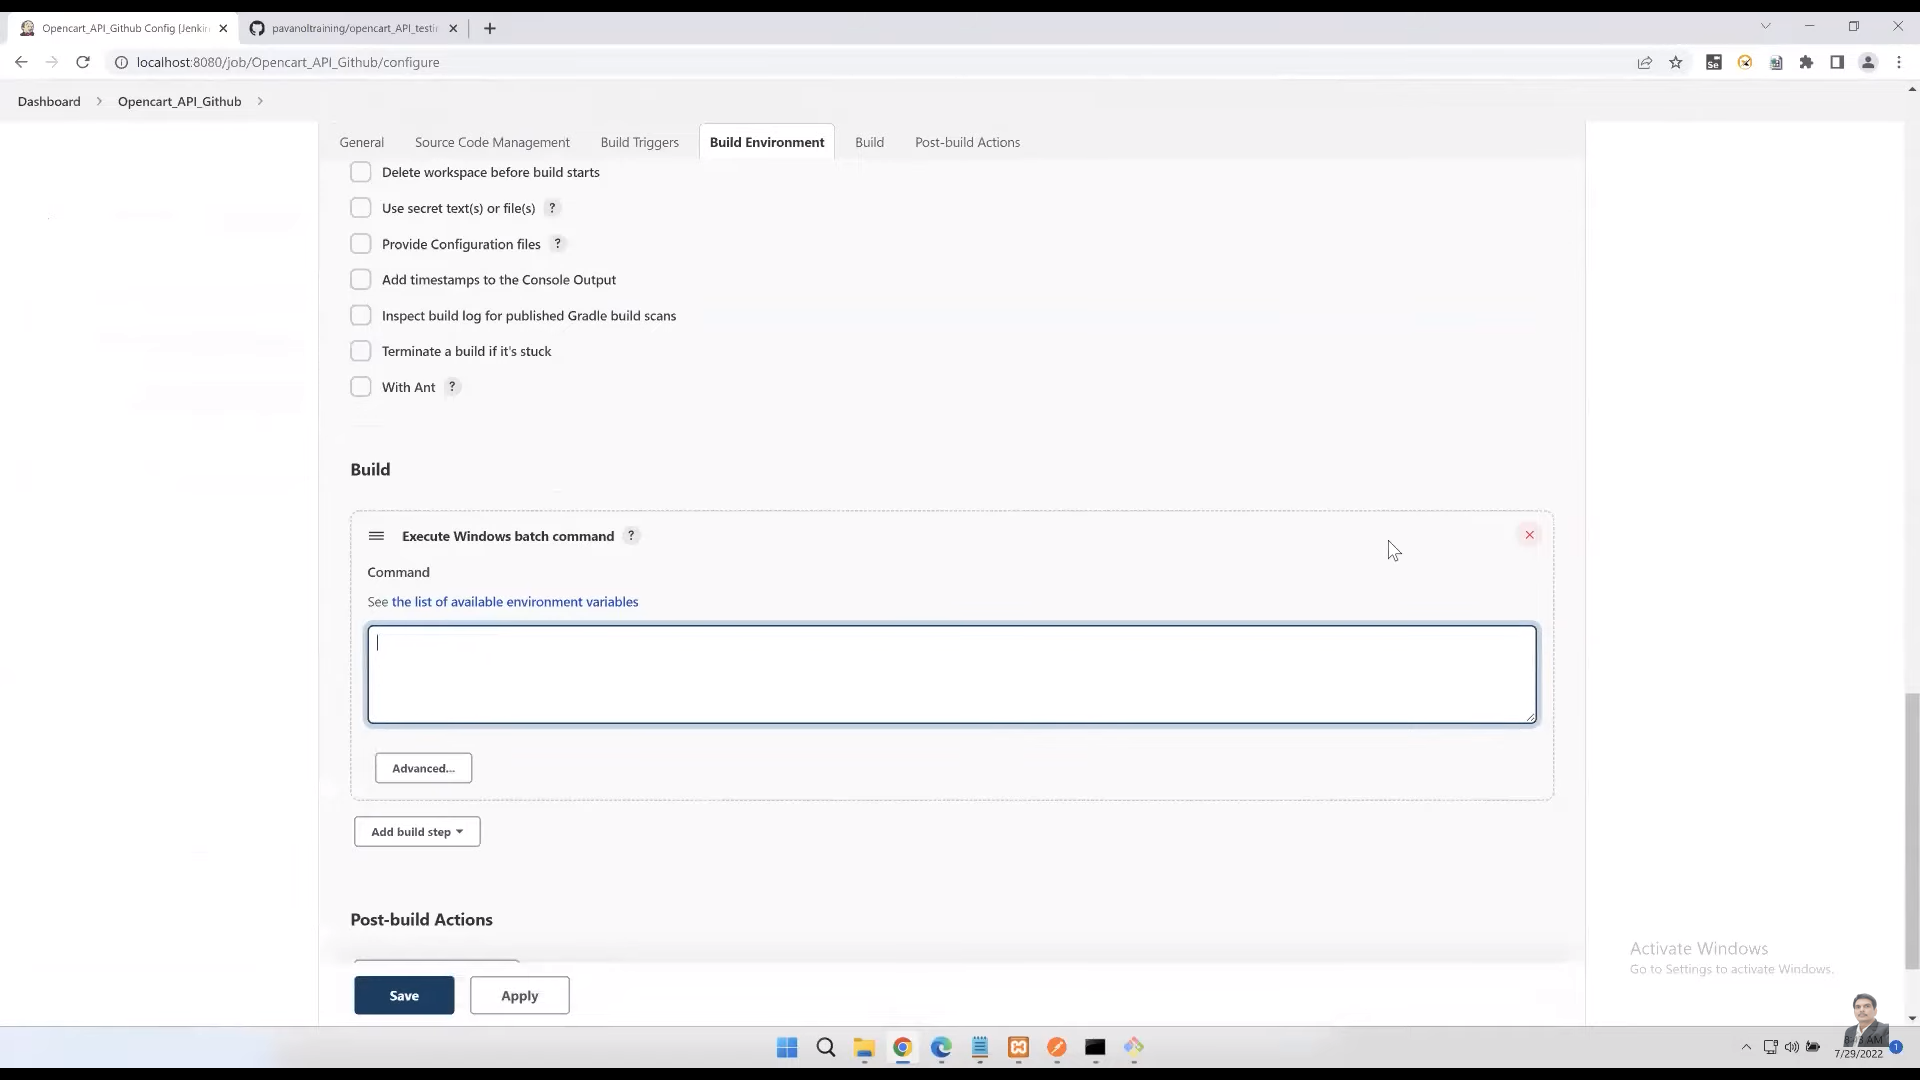 Opencart_API_Github Config [Jenkin
pavanoltraining/opencart_API_testin
localhost:8080/job/Opencart_API_Github/configure
Dashboard
Opencart_API_Github
General
Source Code Management
Build Triggers
Build Environment
Build
Post-build Actions
Delete workspace before build starts
Use secret text(s) or file(s) ?
Provide Configuration files ?
Add timestamps to the Console Output
Inspect build log for published Gradle build scans
Terminate a build if it's stuck
With Ant ?
Build
Execute Windows batch command ?
Command
See the list of available environment variables
Advanced...
Add build step
Post-build Actions
Activate Windows
Go to Settings to activate Windows.
Save
Apply
7/29/2022
1